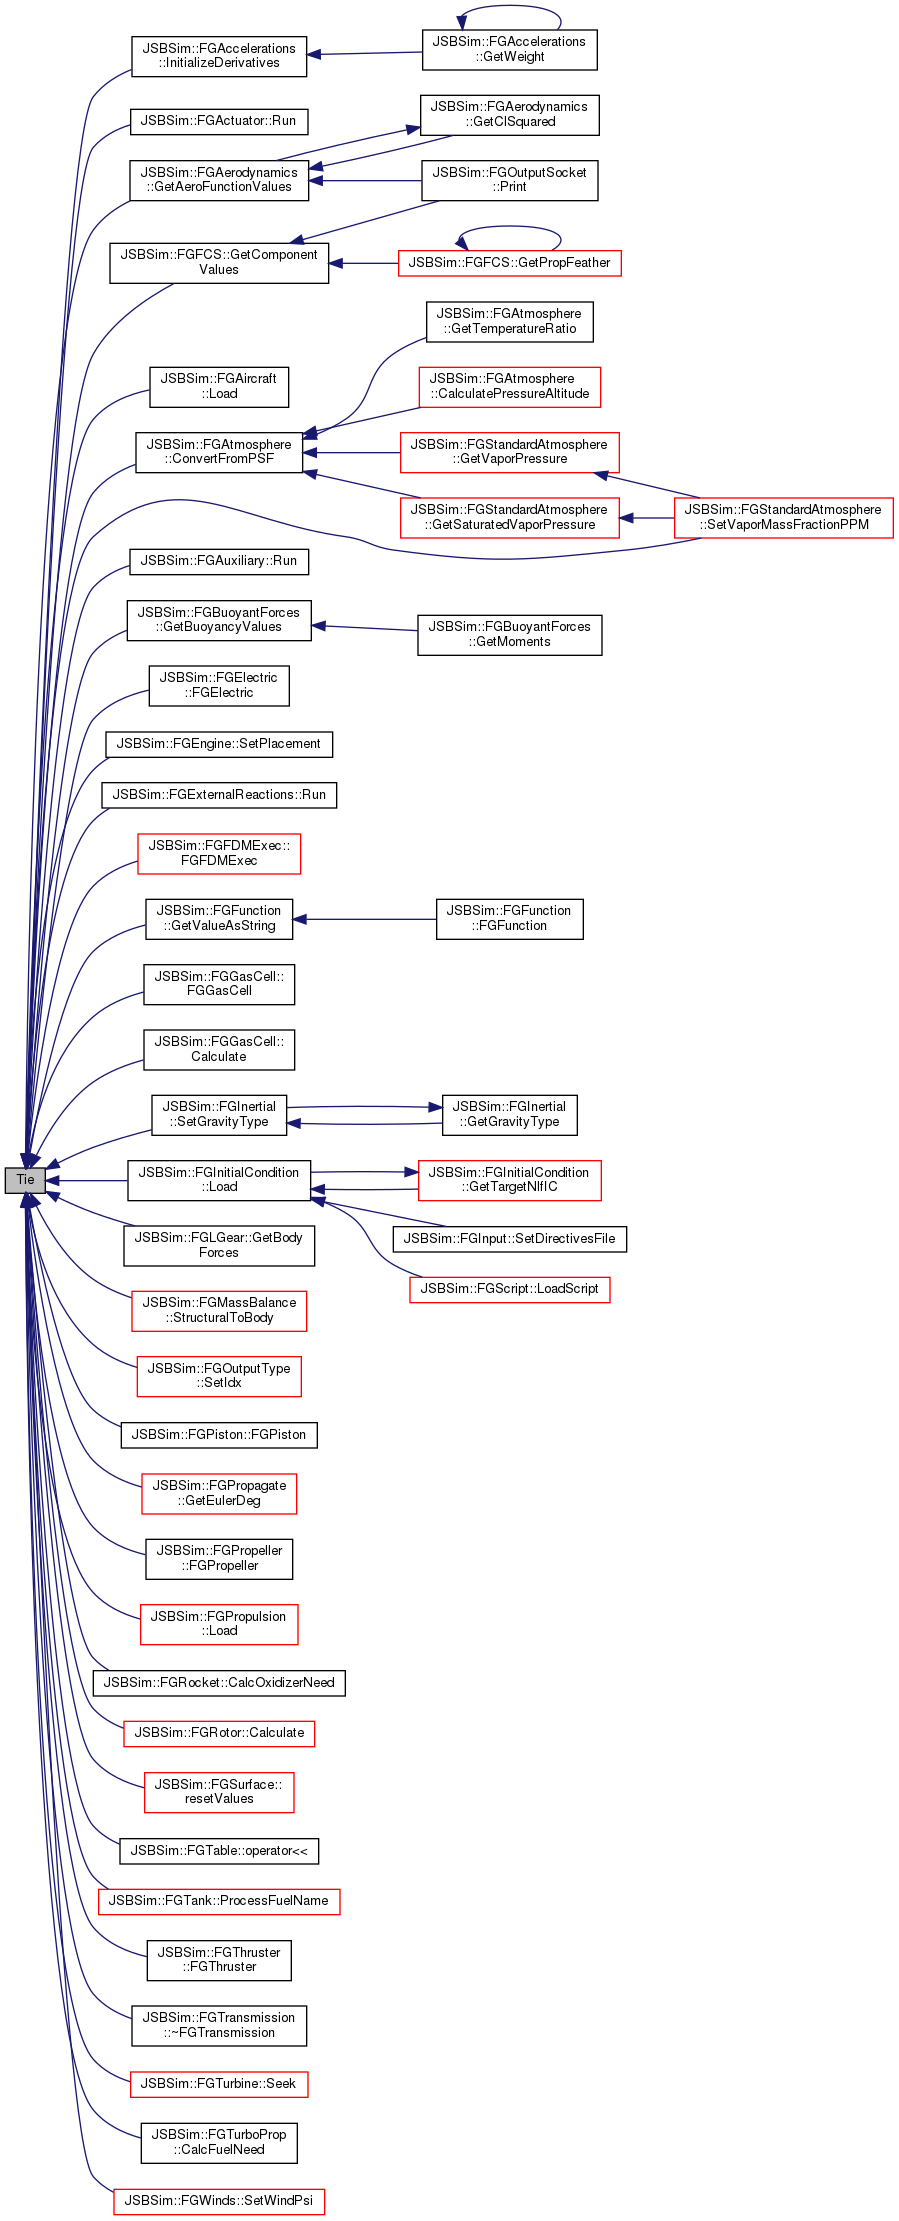 JSBSim::FGAccelerations
::InitializeDerivatives
JSBSim::FGAccelerations
::GetWeight
JSBSim::FGActuator::Run
JSBSim::FGAerodynamics
::GetClSquared
JSBSim::FGAerodynamics
::GetAeroFunctionValues
JSBSim::FGOutputSocket
::Print
JSBSim::FGFCS::GetComponent
Values
JSBSim::FGFCS::GetPropFeather
JSBSim::FGAtmosphere
::GetTemperatureRatio
JSBSim::FGAircraft
::Load
JSBSim::FGAtmosphere
::CalculatePressureAltitude
JSBSim::FGAtmosphere
::ConvertFromPSF
JSBSim::FGStandardAtmosphere
::GetVaporPressure
JSBSim::FGStandardAtmosphere
::GetSaturatedVaporPressure
JSBSim::FGStandardAtmosphere
::SetVaporMassFractionPPM
JSBSim::FGAuxiliary::Run
JSBSim::FGBuoyantForces
::GetBuoyancyValues
JSBSim::FGBuoyantForces
::GetMoments
JSBSim::FGElectric
::FGElectric
JSBSim::FGEngine::SetPlacement
JSBSim::FGExternalReactions::Run
JSBSim::FGFDMExec::
FGFDMExec
JSBSim::FGFunction
::GetValueAsString
JSBSim::FGFunction
::FGFunction
JSBSim::FGGasCell::
FGGasCell
JSBSim::FGGasCell::
Calculate
JSBSim::FGInertial
::SetGravityType
JSBSim::FGInertial
::GetGravityType
Tie
JSBSim::FGInitialCondition
::Load
JSBSim::FGInitialCondition
::GetTargetNlfIC
JSBSim::FGLGear::GetBody
Forces
JSBSim::FGInput::SetDirectivesFile
JSBSim::FGScript::LoadScript
JSBSim::FGMassBalance
::StructuralToBody
JSBSim::FGOutputType
::SetIdx
JSBSim::FGPiston::FGPiston
JSBSim::FGPropagate
::GetEulerDeg
JSBSim::FGPropeller
::FGPropeller
JSBSim::FGPropulsion
::Load
JSBSim::FGRocket::CalcOxidizerNeed
JSBSim::FGRotor::Calculate
JSBSim::FGSurface::
resetValues
JSBSim::FGTable::operator<<
JSBSim::FGTank::ProcessFuelName
JSBSim::FGThruster
::FGThruster
JSBSim::FGTransmission
::~FGTransmission
JSBSim::FGTurbine::Seek
JSBSim::FGTurboProp
::CalcFuelNeed
JSBSim::FGWinds::SetWindPsi